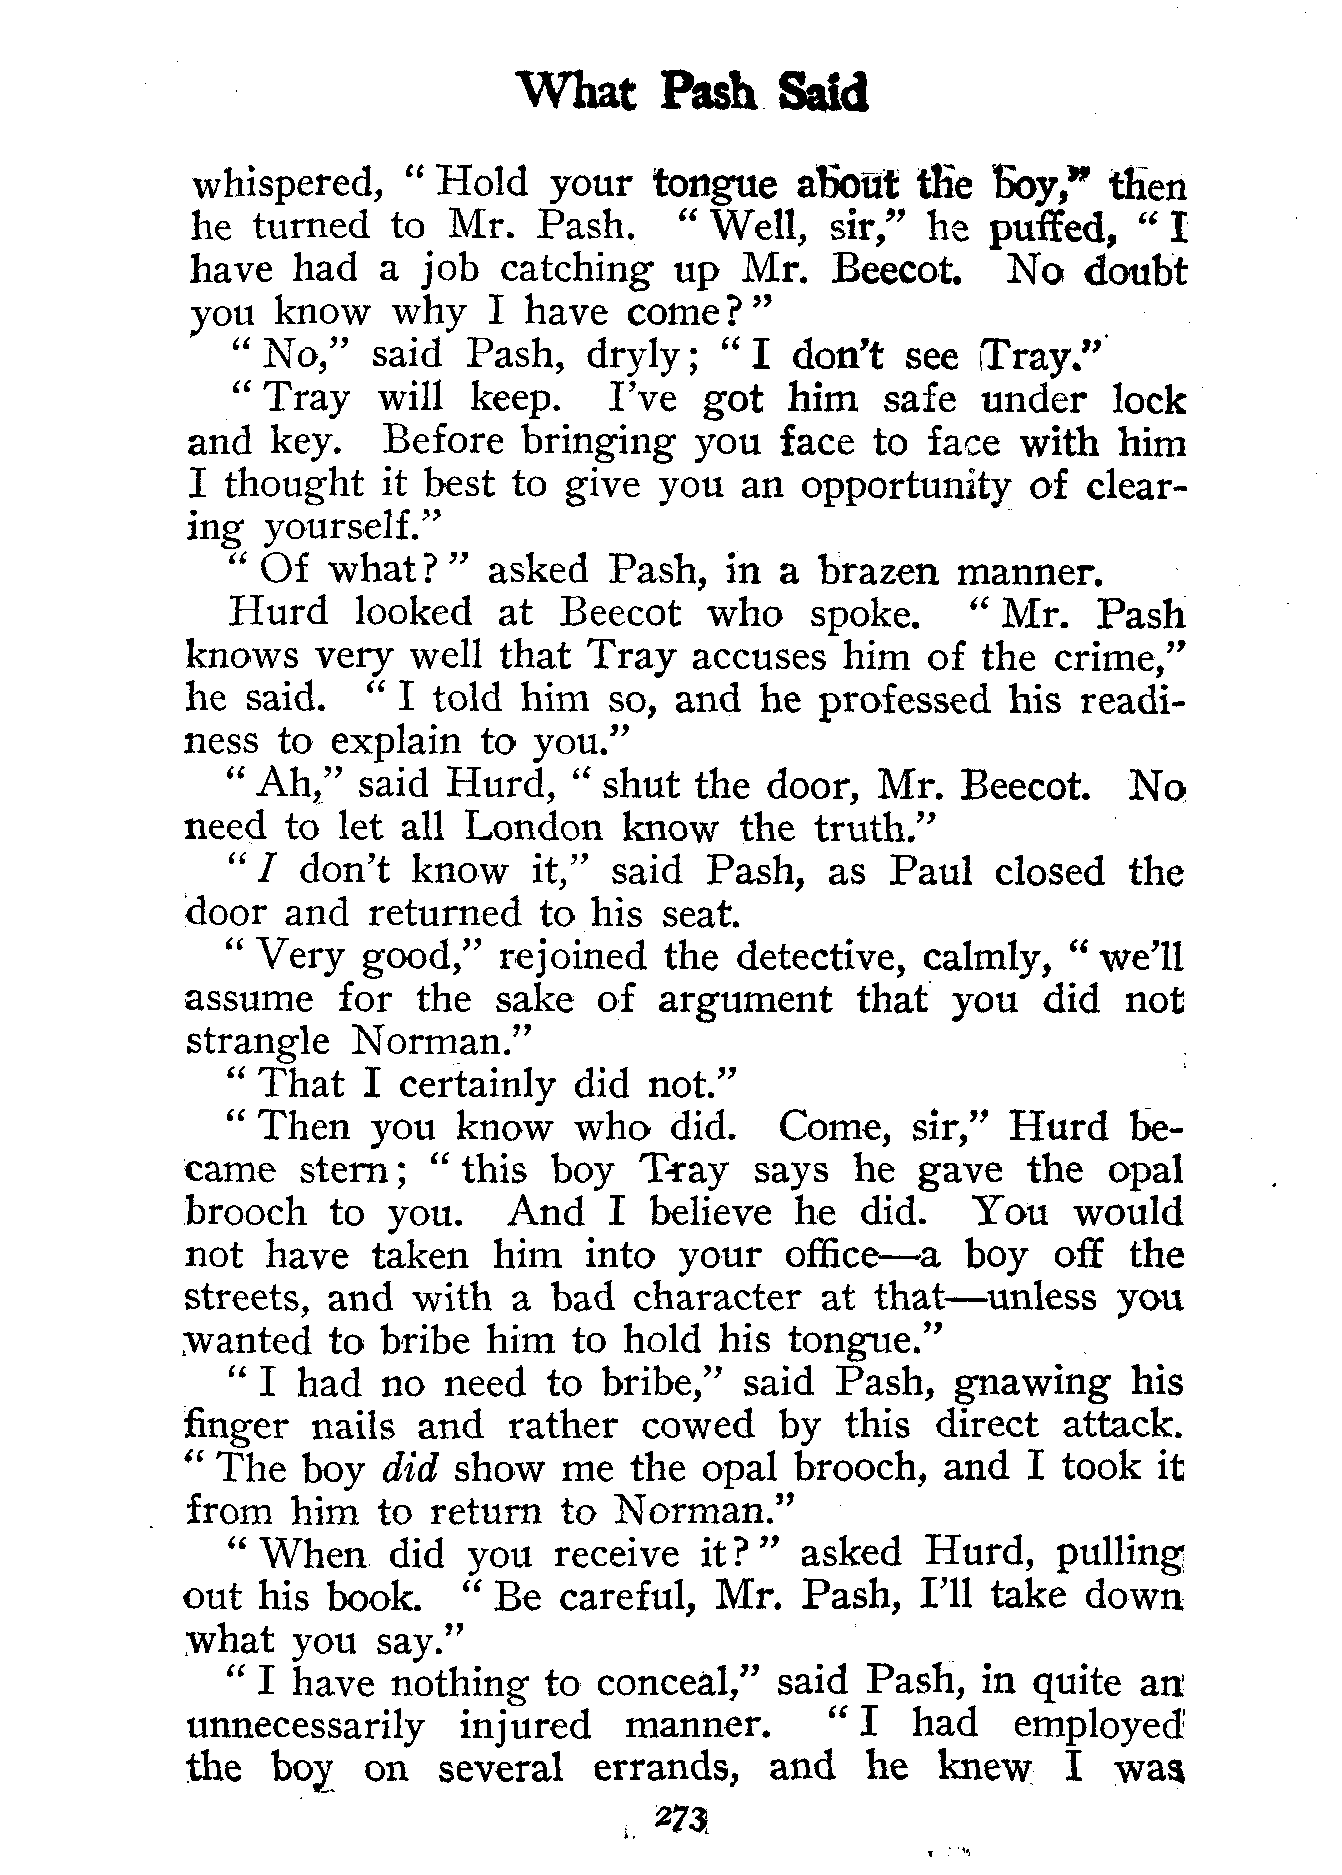 What Pash Said
whispered, “ Hold your tongue about the boy,” then
he turned to Mr. Pash. “ Well, sir,” he puffed, “ I
have had a job catching up Mr. Beecot. No doubt
you know why I have come? ”
“ No,” said Pash, dryly; “ I don’t see Tray.”
“ Tray will keep. I’ve got him safe under lock
and key. Before bringing you face to face with him
I thought it best to give you an opportunity of clear-
ing yourself.”
“ Of what? ” asked Pash, in a brazen manner.
Hurd looked at Beecot who spoke. “ Mr. Pash
knows very well that Tray accuses him of the crime,”
he said. “ I told him so, and he professed his readi-
ness to explain to you.”
“ Ah,” said Hurd, “ shut the door, Mr. Beecot. No
need to let all London know the truth.”
“ I don’t know it,” said Pash, as Paul closed the
door and returned to his seat.
“ Very good,” rejoined the detective, calmly, “ we’ll
assume for the sake of argument that you did not
strangle Norman.”
“ That I certainly did not.”
“ Then you know who did. Come, sir,” Hurd be-
came stern; “ this boy Tray says he gave the opal
brooch to you. And I believe he did. You would
not have taken him into your office—a boy off the
streets, and with a bad character at that—unless you
wanted to bribe him to hold his tongue.”
“ I had no need to bribe,” said Pash, gnawing his
finger nails and rather cowed by this direct attack.
“ The boy did show me the opal brooch, and I took it
from him to return to Norman.”
“ When did you receive it? ” asked Hurd, pulling
out his book. “ Be careful, Mr. Pash, I’ll take down
what you say.”
“ I have nothing to conceal,” said Pash, in quite an
unnecessarily injured manner. “ I had employed
the boy on several errands, and he knew I was
273